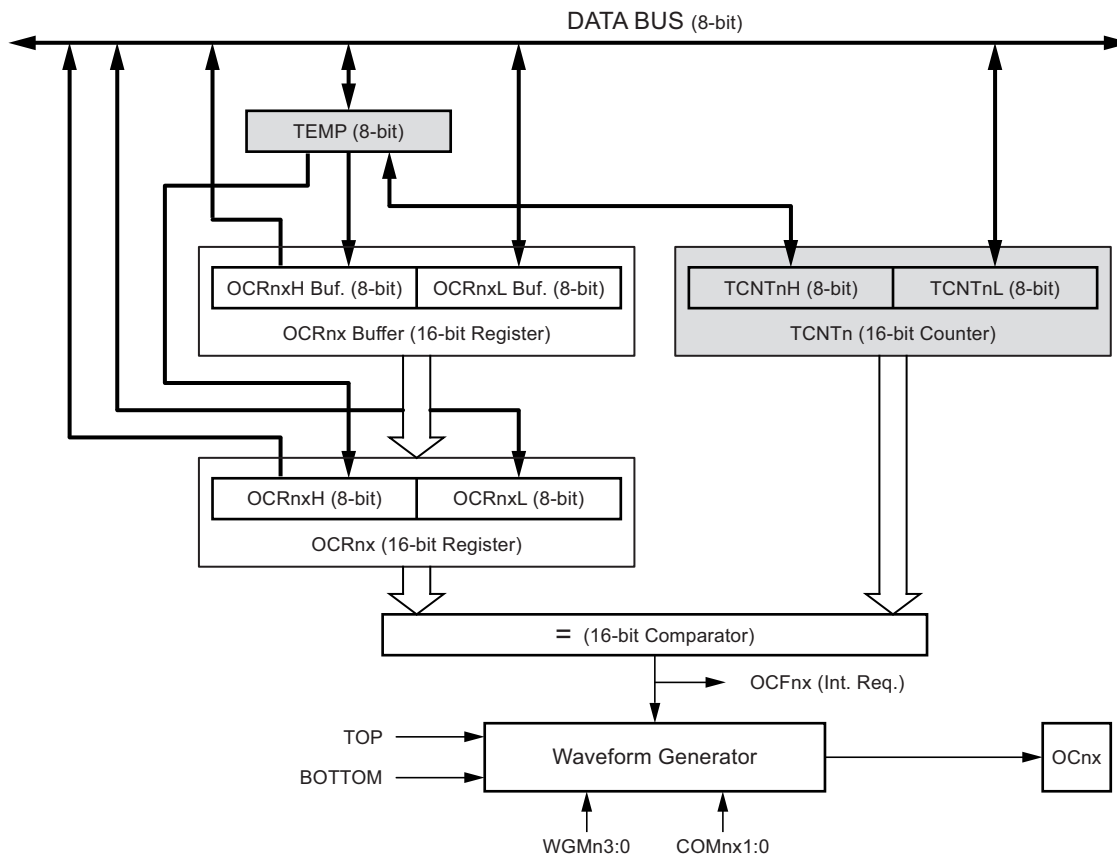 DATA BUS (8-bit)
TEMP (8-bit)
OCRnxH Buf. (8-bit)
OCRnxL Buf. (8-bit)
OCRnx Buffer (16-bit Register)
TCNTnH (8-bit)
TCNTnL (8-bit)
TCNTn (16-bit Counter)
OCRnxH (8-bit)
OCRnxL (8-bit)
OCRnx (16-bit Register)
= (16-bit Comparator)
OCFnx (Int. Req.)
TOP
BOTTOM
Waveform Generator
OCnx
WGMn3:0
COMnx1:0